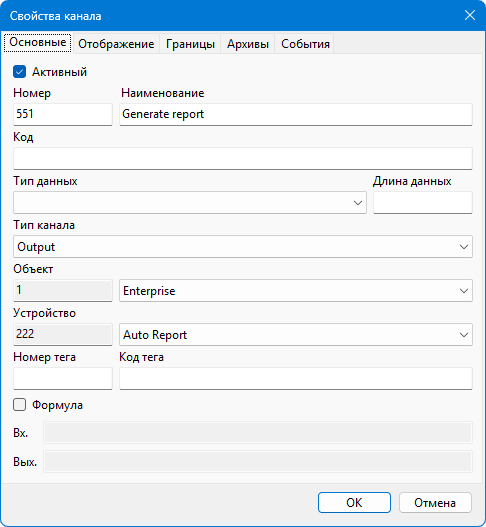 Свойства канала
Основные Отображение Границы Архивы События
Активный
Номер Наименование
551 Generate report
Код
Тип данных Длина данных
Тип канала
Output
Объект
1 Enterprise
Устройство
222 Auto Report
Номер тега Код тега
Формула
Вх.
Вых.
OK Отмена